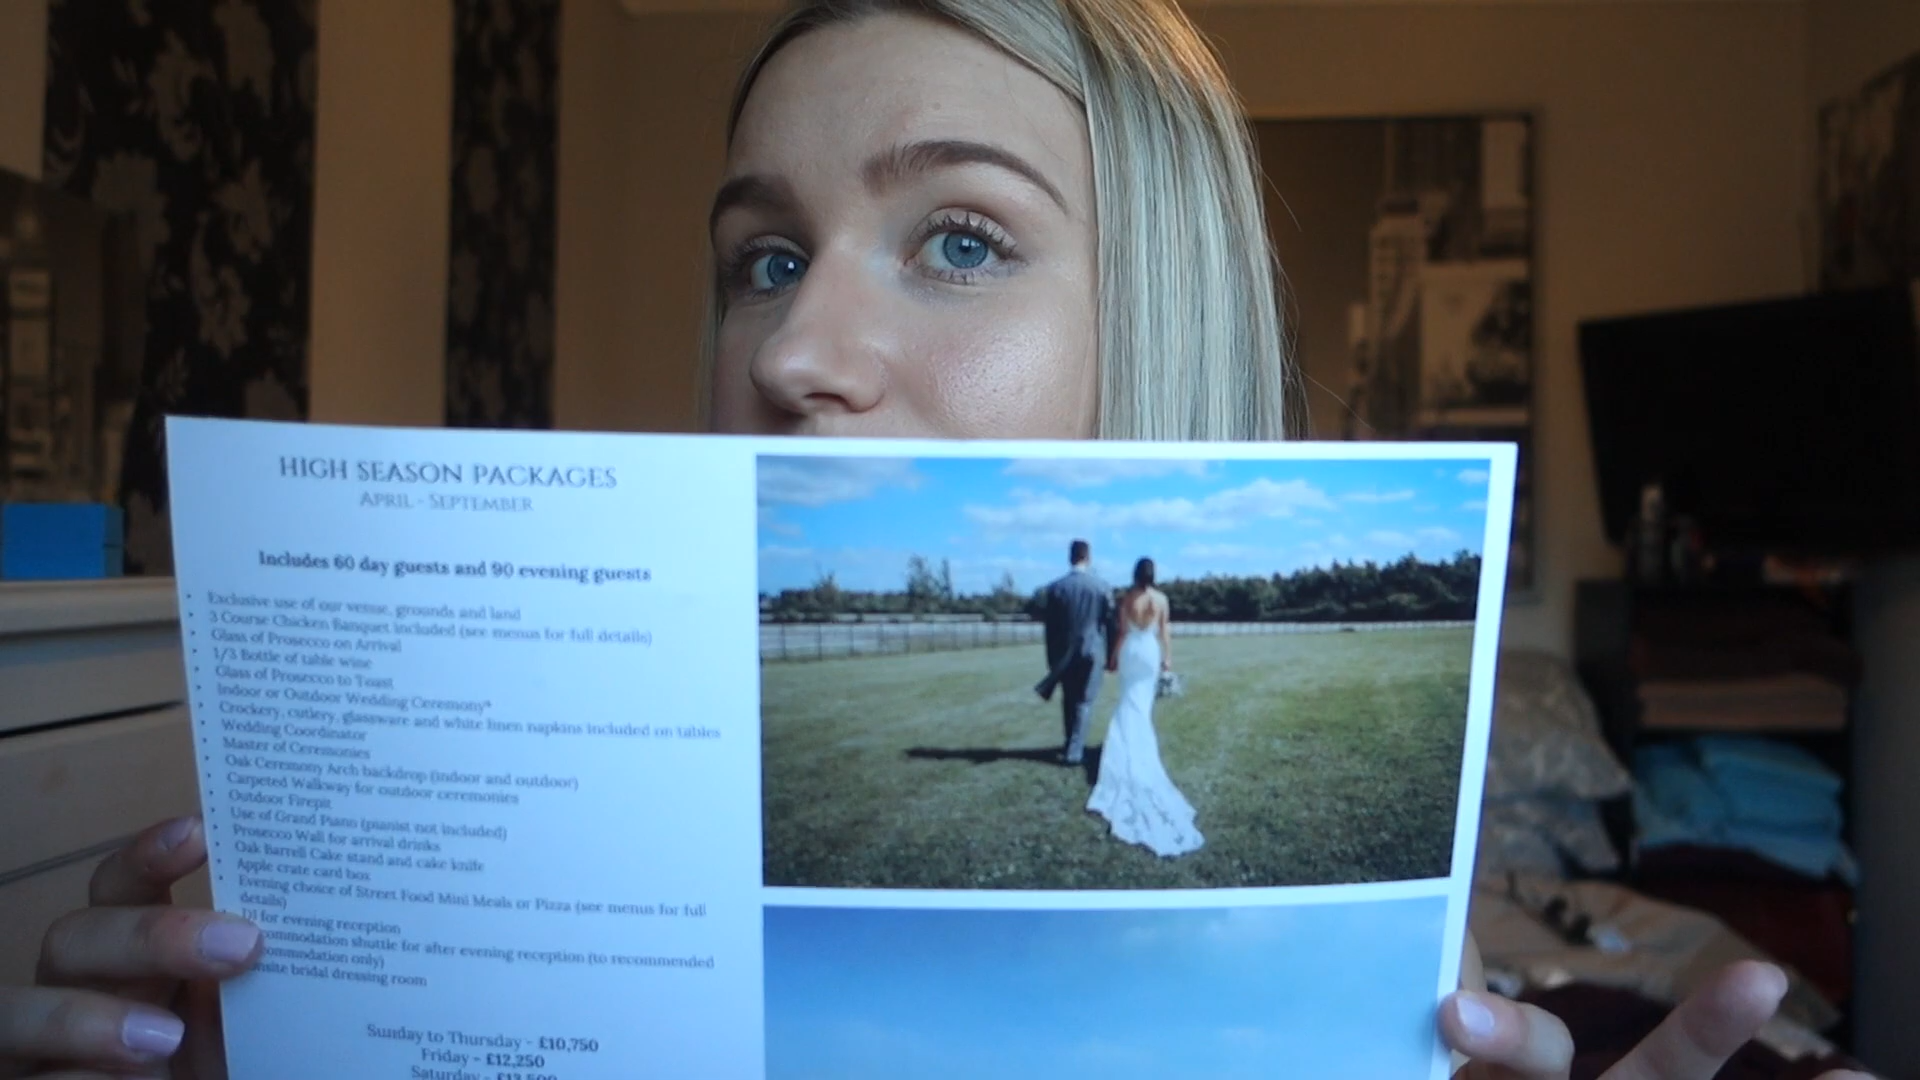 HIGH SEASON PACKAGES
APRIL - SEPTEMBER
Includes 60 day guests and 90 evening guests
• Exclusive use of our venue, grounds and land
• 3 Course Chicken Banquet included (see menus for full details)
• Glass of Prosecco on Arrival
• 1/3 Bottle of table wine
• Glass of Prosecco to Toast
• Indoor or Outdoor Wedding Ceremony*
• Crockery, cutlery, glassware and white linen napkins included on tables
• Wedding Coordinator
• Master of Ceremonies
• Oak Ceremony Arch backdrop (indoor and outdoor)
• Carpeted Walkway for outdoor ceremonies
• Outdoor Firepit
• Use of Grand Piano (pianist not included)
• Prosecco Wall for arrival drinks
• Oak Barrell Cake stand and cake knife
• Apple crate card box
• Evening choice of Street Food Mini Meals or Pizza (see menus for full
details)
DJ for evening reception
commodation shuttle for after evening reception (to recommended
commodation only)
nsite bridal dressing room
Sunday to Thursday - £10,750
Friday - £12,250
Saturday - £13,500